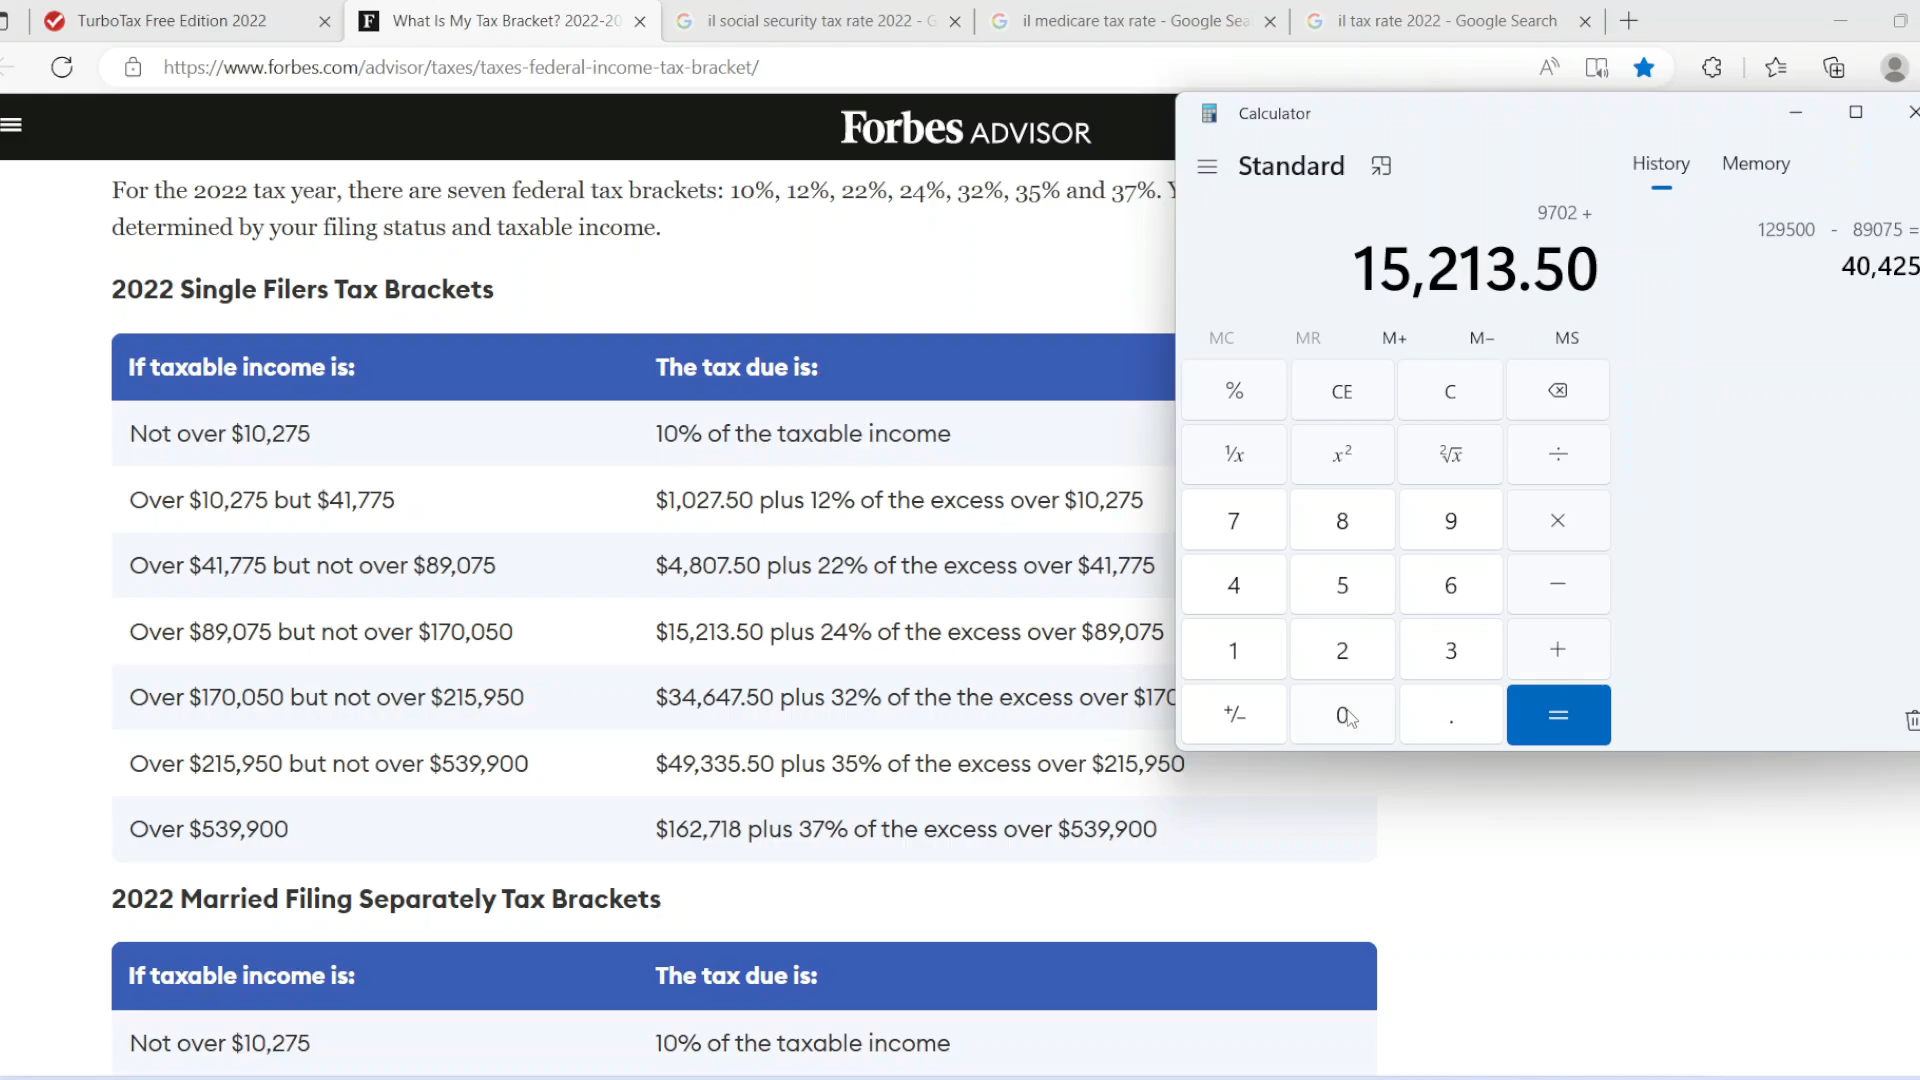 TurboTax Free Edition 2022
What Is My Tax Bracket? 2022-20
il social security tax rate 2022 - G
il medicare tax rate - Google Sea
il tax rate 2022 - Google Search
https://www.forbes.com/advisor/taxes/taxes-federal-income-tax-bracket/
Forbes ADVISOR
For the 2022 tax year, there are seven federal tax brackets: 10%, 12%, 22%, 24%, 32%, 35% and 37%. Y
determined by your filing status and taxable income.
2022 Single Filers Tax Brackets
If taxable income is: The tax due is:
Not over $10,275 10% of the taxable income
Over $10,275 but $41,775 $1,027.50 plus 12% of the excess over $10,275
Over $41,775 but not over $89,075 $4,807.50 plus 22% of the excess over $41,775
Over $89,075 but not over $170,050 $15,213.50 plus 24% of the excess over $89,075
Over $170,050 but not over $215,950 $34,647.50 plus 32% of the the excess over $170
Over $215,950 but not over $539,900 $49,335.50 plus 35% of the excess over $215,950
Over $539,900 $162,718 plus 37% of the excess over $539,900
2022 Married Filing Separately Tax Brackets
If taxable income is: The tax due is:
Not over $10,275 10% of the taxable income
Calculator
Standard
History Memory
9702 +
15,213.50
129500 - 89075 =
40,425
MC MR M+ M− MS
% CE C
¹/x x² ²√x ÷
7 8 9 ×
4 5 6 −
1 2 3 +
+/− 0 . =